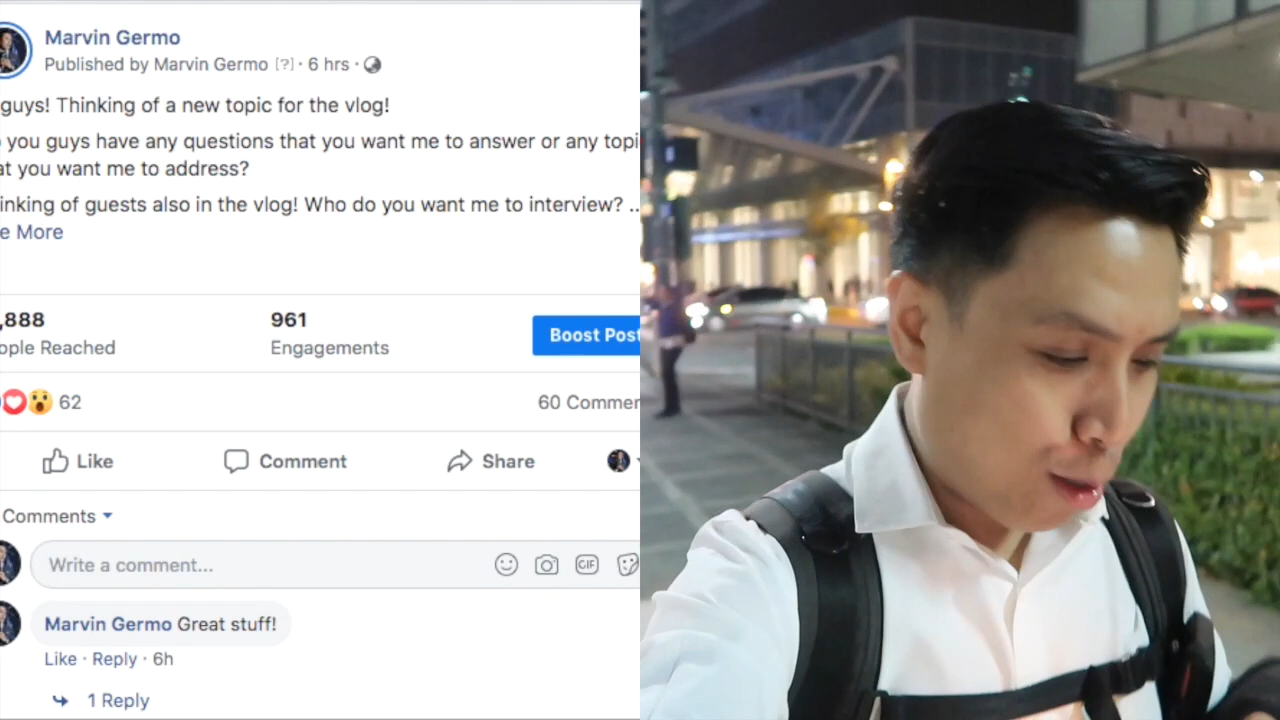 Marvin Germo
Published by Marvin Germo [?] · 6 hrs ·
guys! Thinking of a new topic for the vlog!
you guys have any questions that you want me to answer or any topi
at you want me to address?
inking of guests also in the vlog! Who do you want me to interview? ...
e More
,888
961
ople Reached
Engagements
Boost Post
62
60 Commen
Like
Comment
Share
Comments
Write a comment...
GIF
Marvin Germo Great stuff!
Like · Reply · 6h
1 Reply